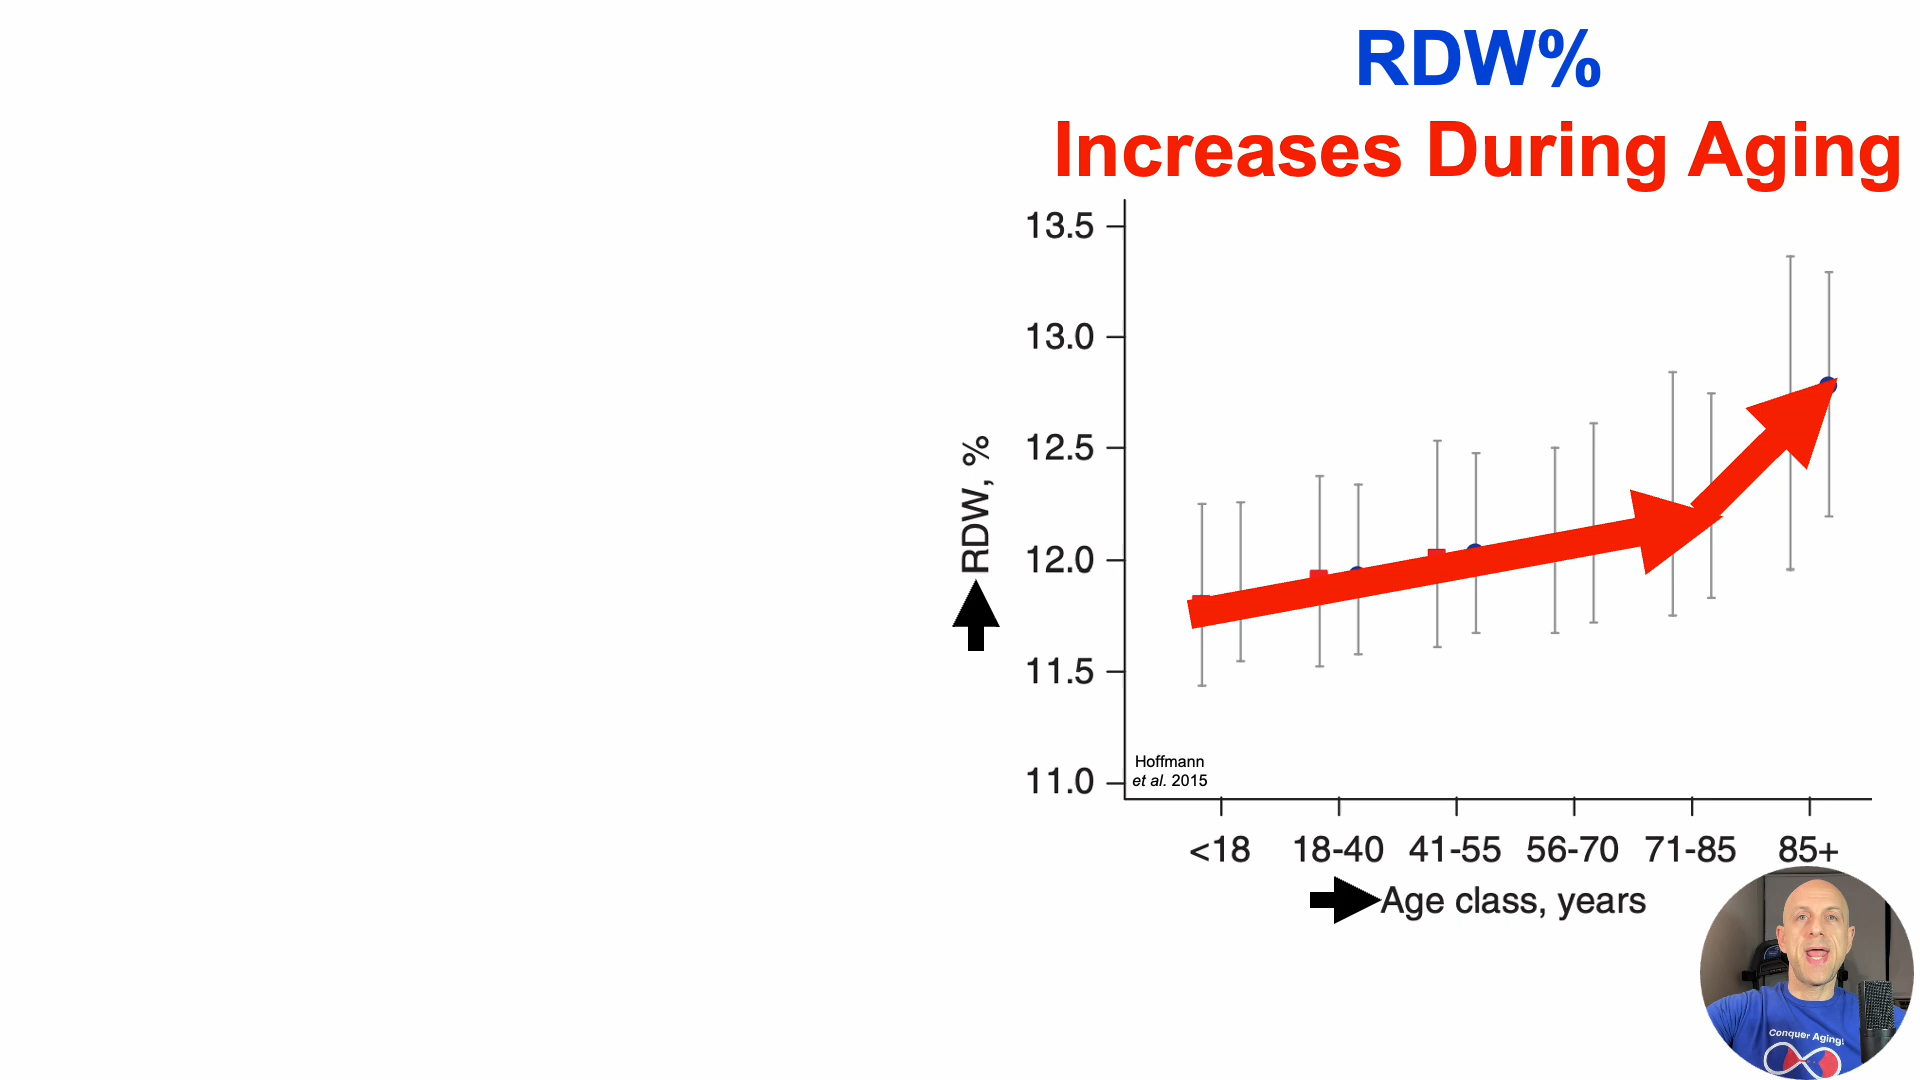 RDW%
Increases During Aging
13.5
13.0
12.5
12.0
11.5
11.0
RDW, %
Hoffmann
et al. 2015
<18 18-40 41-55 56-70 71-85 85+
Age class, years
Conquer Aging!